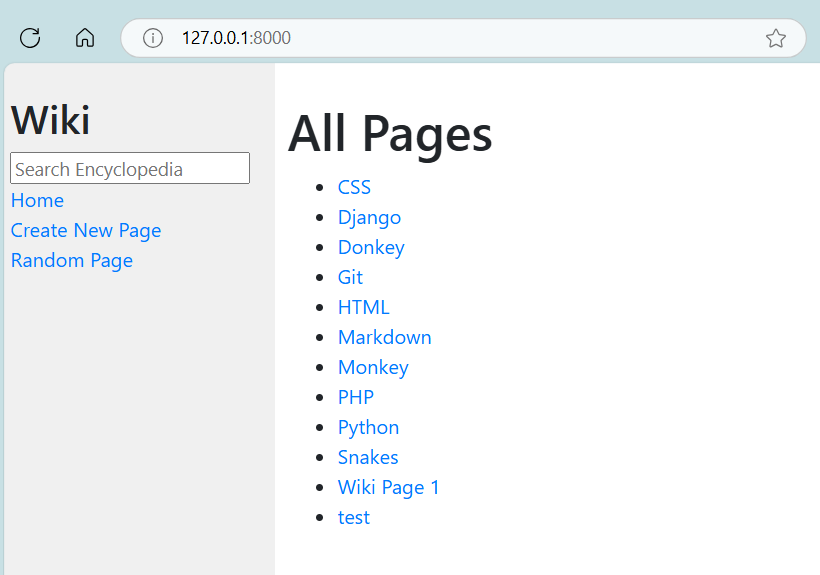 127.0.0.1:8000
Wiki
Search Encyclopedia
Home
Create New Page
Random Page
All Pages
CSS
Django
Donkey
Git
HTML
Markdown
Monkey
PHP
Python
Snakes
Wiki Page 1
test